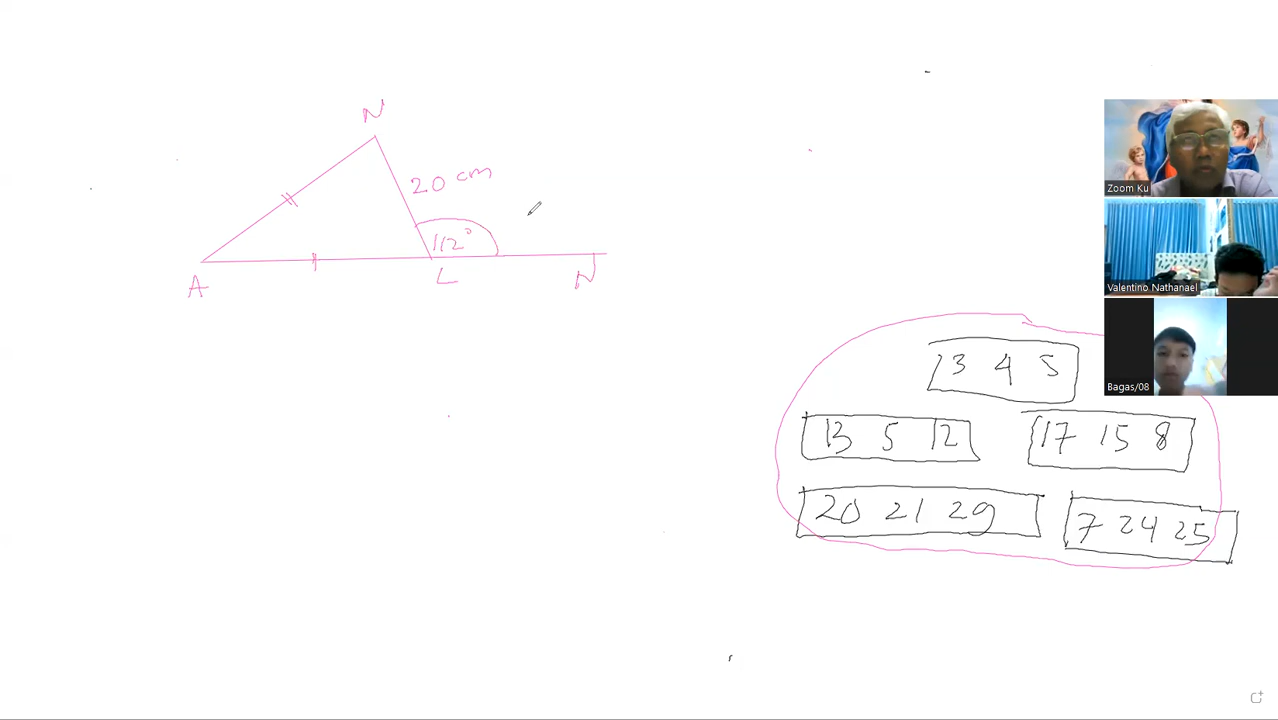 N
20 cm
112°
A
L
N
3 4 5
13 5 12
17 15 8
20 21 29
7 24 25
Zoom Ku
Valentino Nathanael
Bagas/08